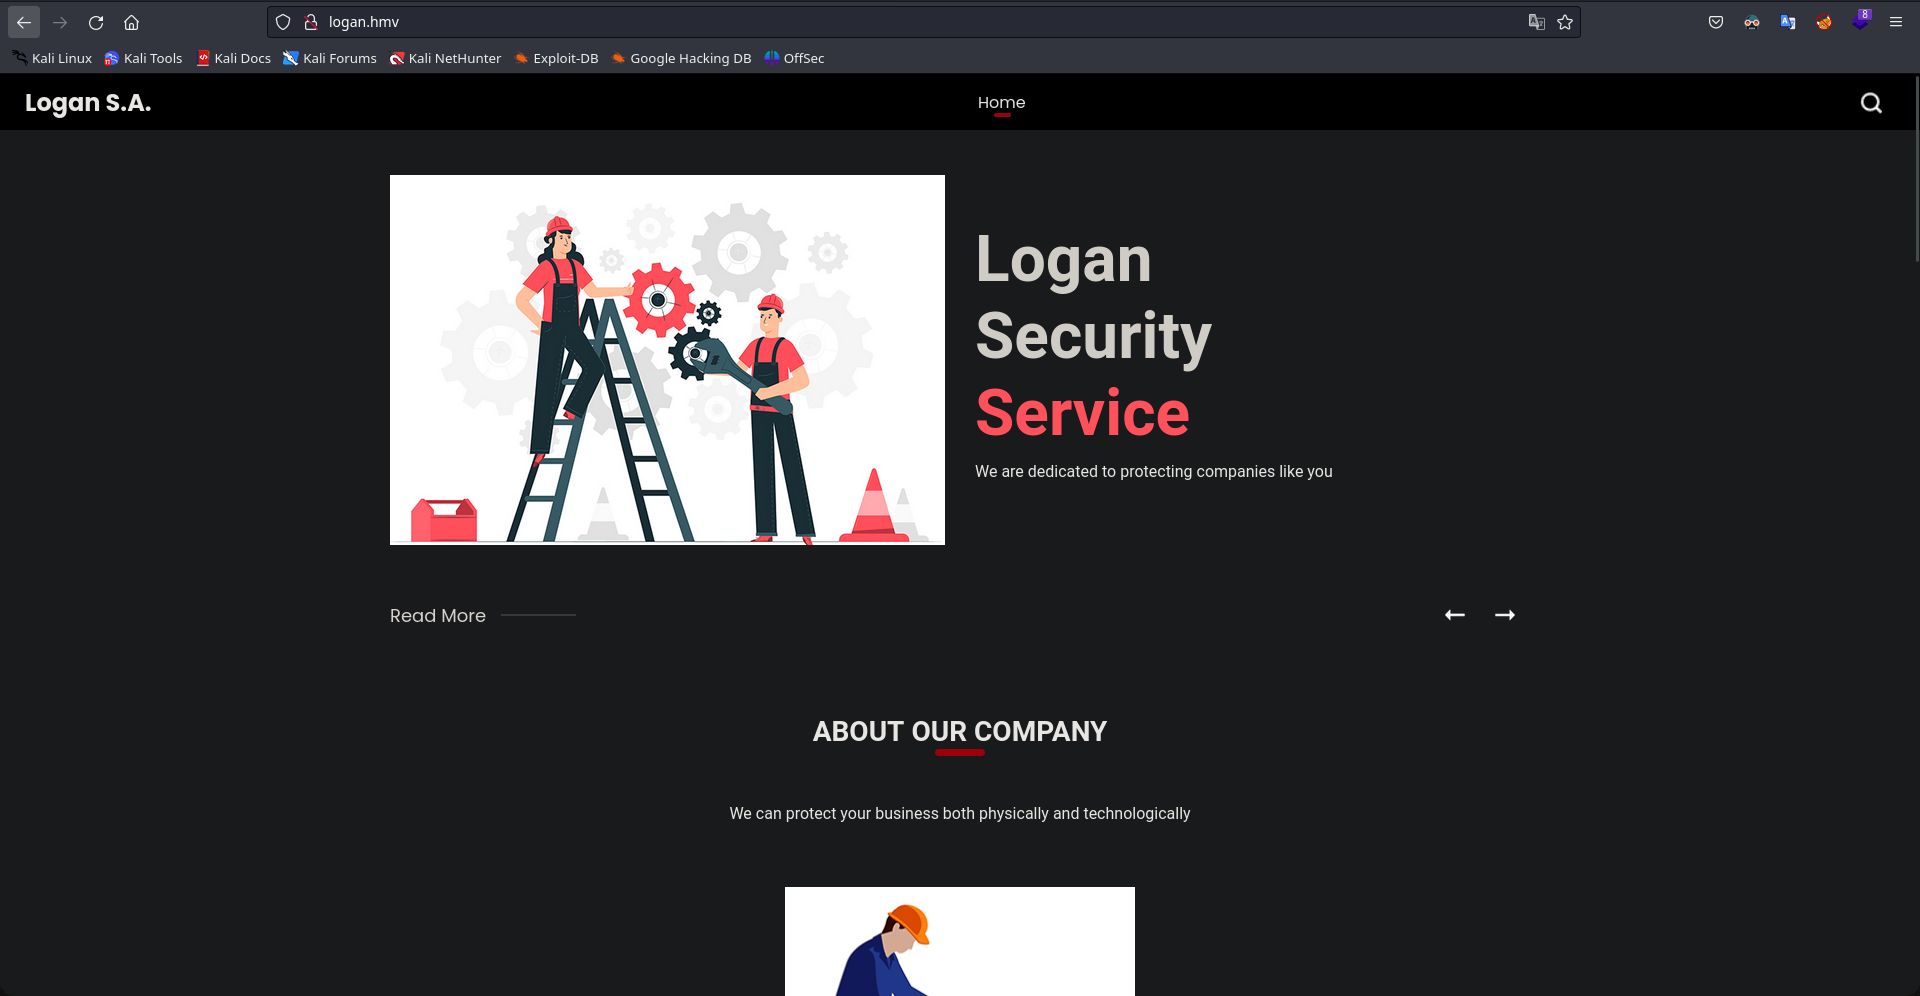 logan.hmv
8
Kali Linux Kali Tools Kali Docs Kali Forums Kali NetHunter Exploit-DB Google Hacking DB OffSec
Logan S.A.
Home
Logan
Security
Service
We are dedicated to protecting companies like you
Read More
ABOUT OUR COMPANY
We can protect your business both physically and technologically